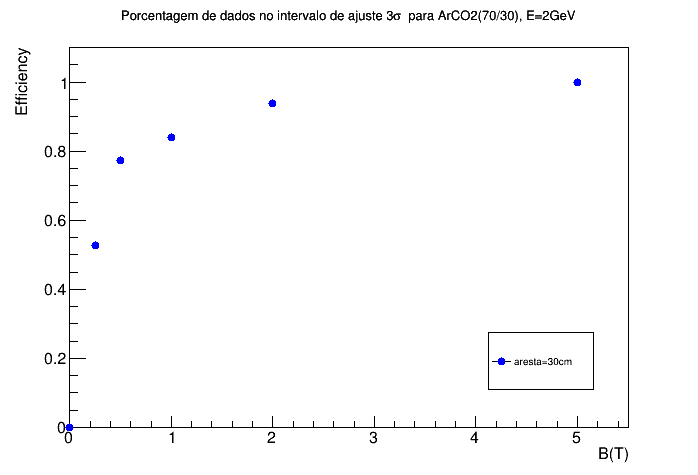 Porcentagem de dados no intervalo de ajuste 3σ para ArCO2(70/30), E=2GeV
Efficiency
1
0.8
0.6
0.4
0.2
0
aresta=30cm
0 1 2 3 4 5
B(T)